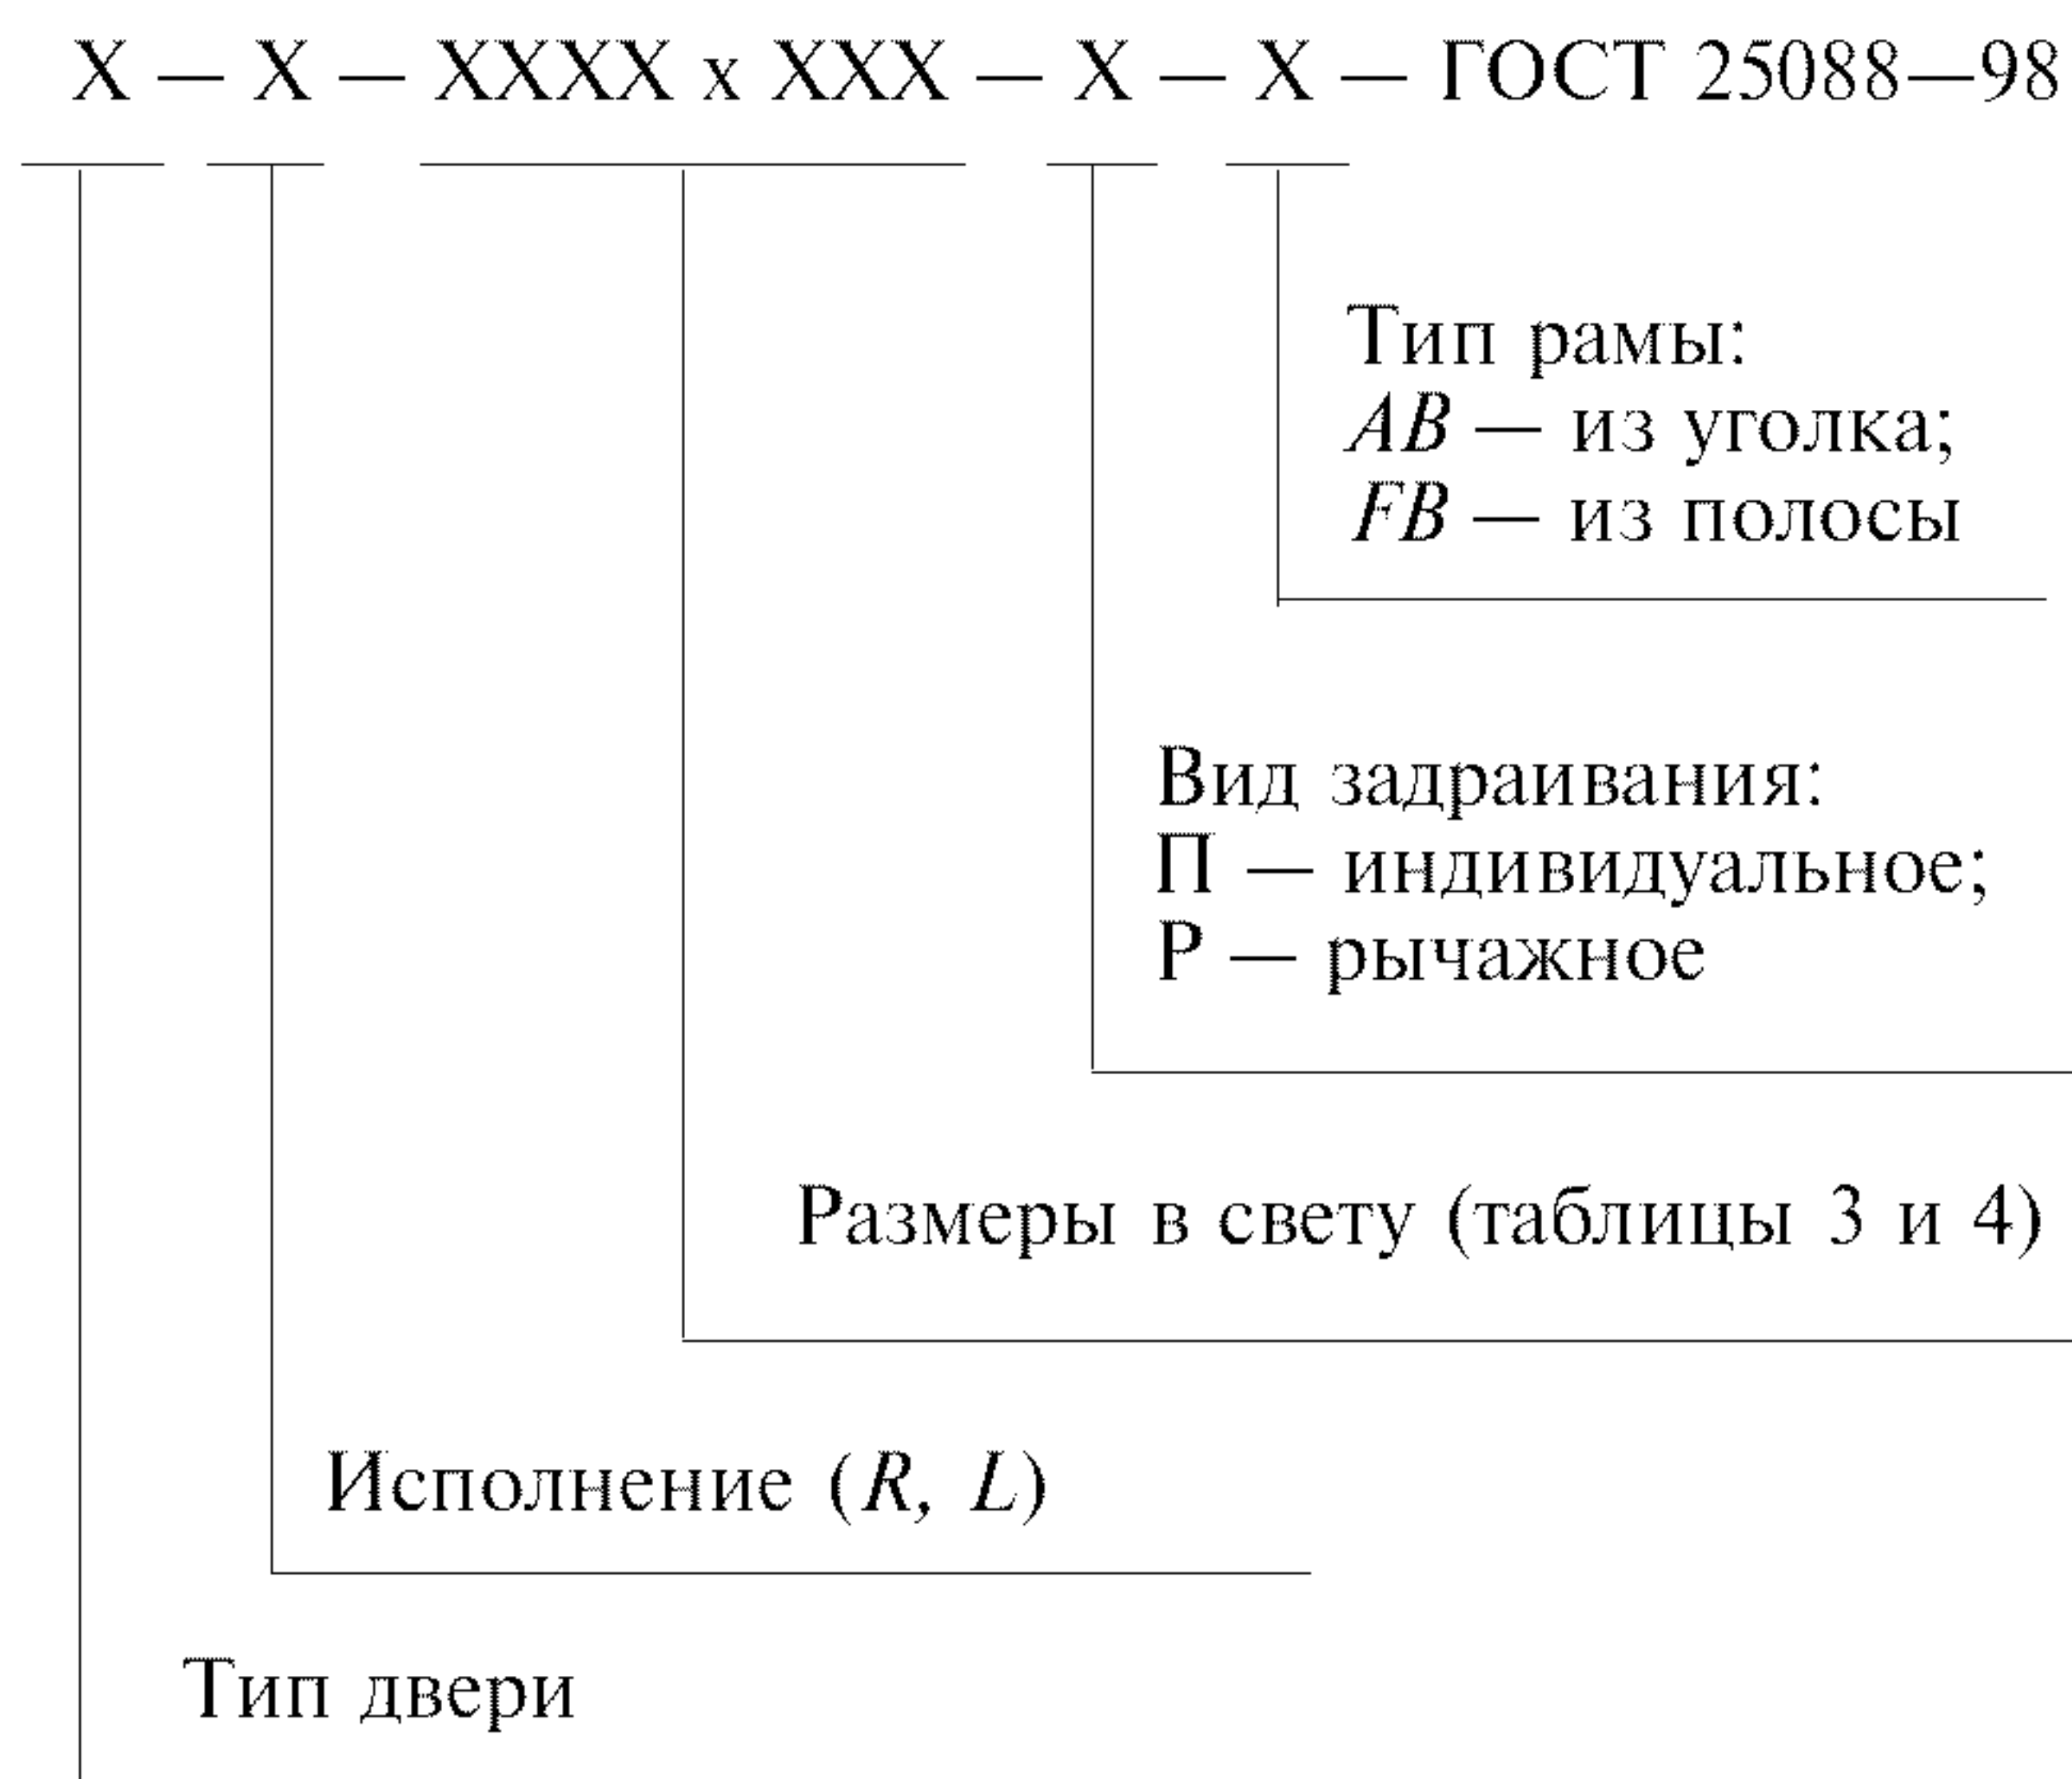 X — X — XXXX x XXX — X — X — ГОСТ 25088—98
Тип рамы:
AB — из уголка;
FB — из полосы
Вид задраивания:
П — индивидуальное;
Р — рычажное
Размеры в свету (таблицы 3 и 4)
Исполнение (R, L)
Тип двери